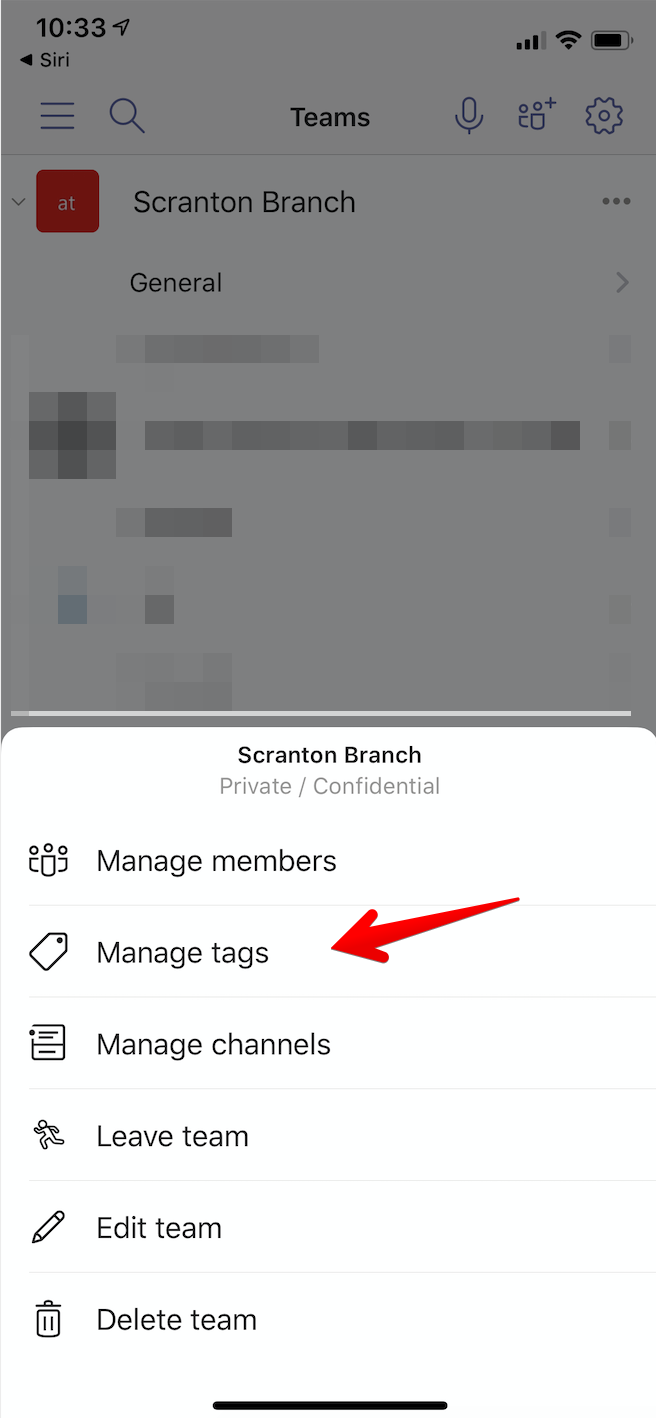 10:33
◀ Siri
Teams
at
Scranton Branch
General
Scranton Branch
Private / Confidential
Manage members
Manage tags
Manage channels
Leave team
Edit team
Delete team